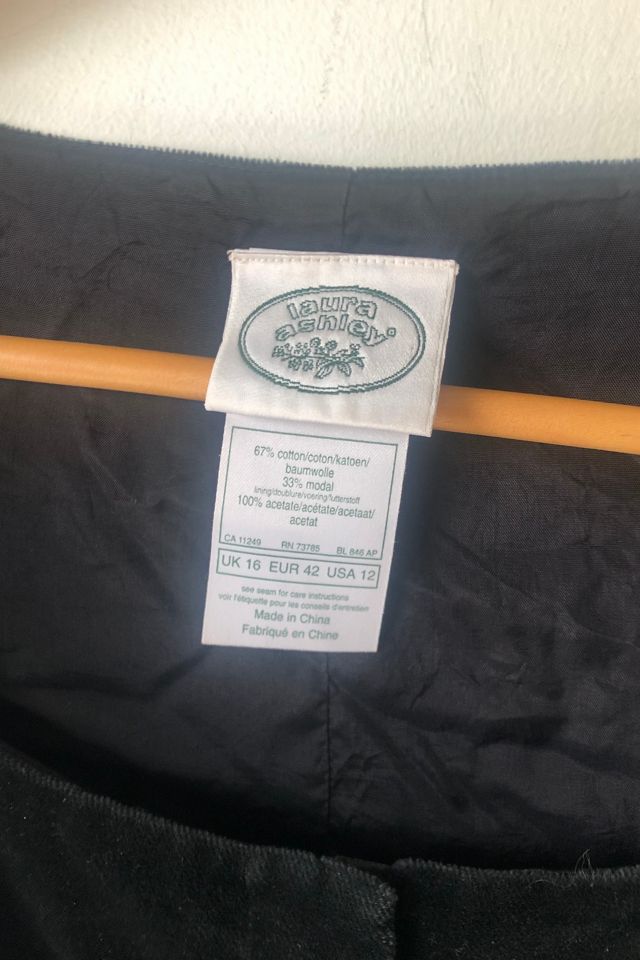 laura
ashley®
67% cotton/coton/katoen/
baumwolle
33% modal
lining/doublure/voering/futterstoff
100% acetate/acétate/acetaat/
acetat
CA 11249 RN 73785 BL 846 AP
UK 16 EUR 42 USA 12
see seam for care instructions
voir l'étiquette pour les conseils d'entretien
Made in China
Fabriqué en Chine